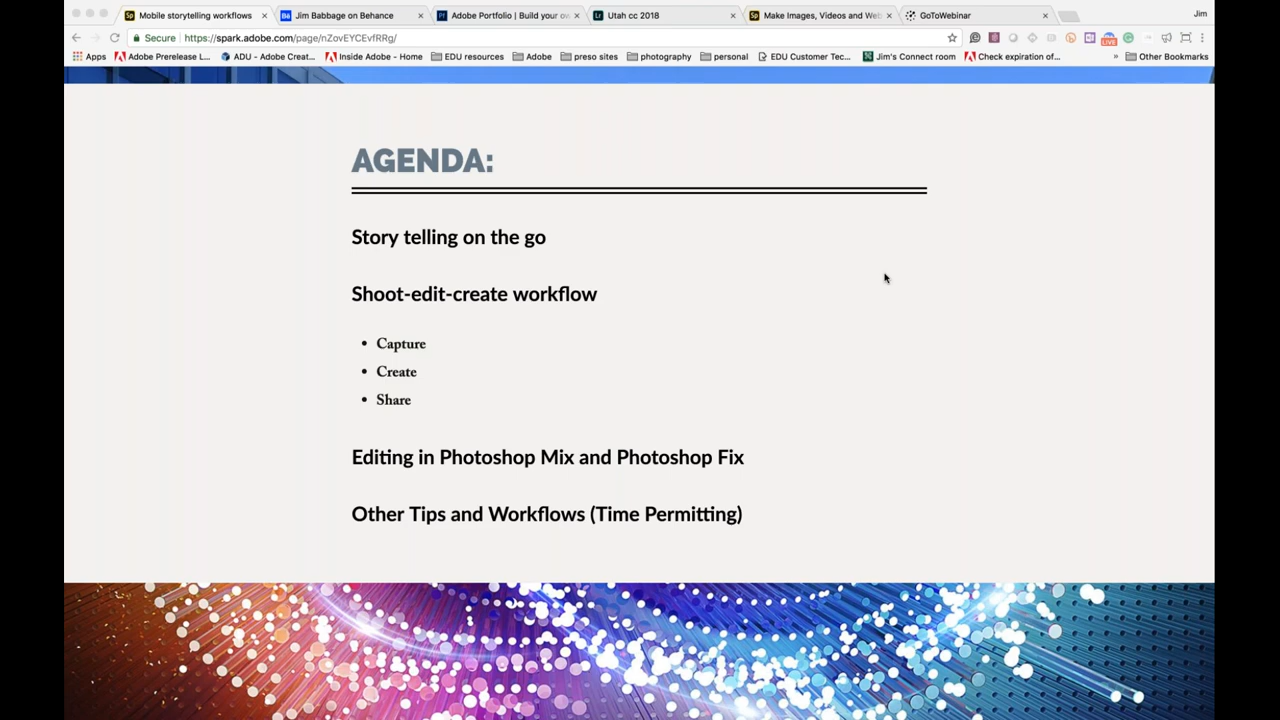 Mobile storytelling workflows
Jim Babbage on Behance
Adobe Portfolio | Build your ow
Utah cc 2018
Make Images, Videos and Web
GoToWebinar
Jim
Secure
https://spark.adobe.com/page/nZovEYCEvfRRg/
Apps
Adobe Prerelease L...
ADU - Adobe Creat...
Inside Adobe - Home
EDU resources
Adobe
preso sites
photography
personal
EDU Customer Tec...
Jim's Connect room
Check expiration of...
»
Other Bookmarks
LIVE
AGENDA:
Story telling on the go
Shoot-edit-create workflow
• Capture
• Create
• Share
Editing in Photoshop Mix and Photoshop Fix
Other Tips and Workflows (Time Permitting)